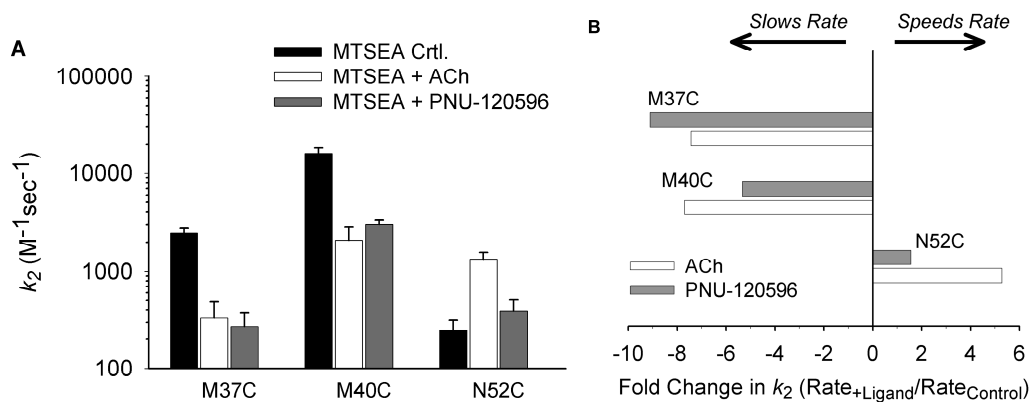 A
MTSEA Crtl.
MTSEA + ACh
MTSEA + PNU-120596
100000
10000
1000
100
k2 (M−1sec−1)
M37C M40C N52C
B
Slows Rate Speeds Rate
M37C
M40C
N52C
ACh
PNU-120596
-10 -8 -6 -4 -2 0 2 4 6
Fold Change in k2 (Rate+Ligand/RateControl)